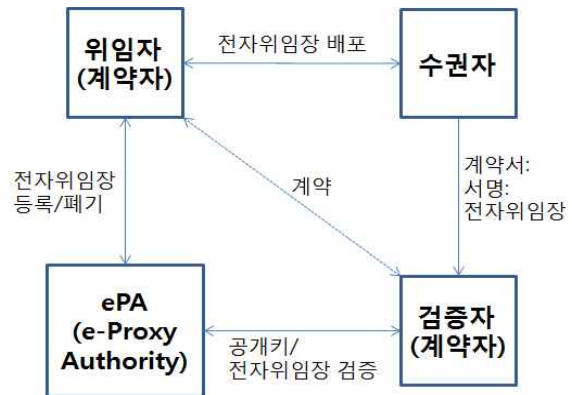 전자위임장 배포
위임자
(계약자)
수권자
전자위임장
등록/폐기
계약
계약서:
서명:
전자위임장
ePA
(e-Proxy
Authority)
공개키/
전자위임장 검증
검증자
(계약자)